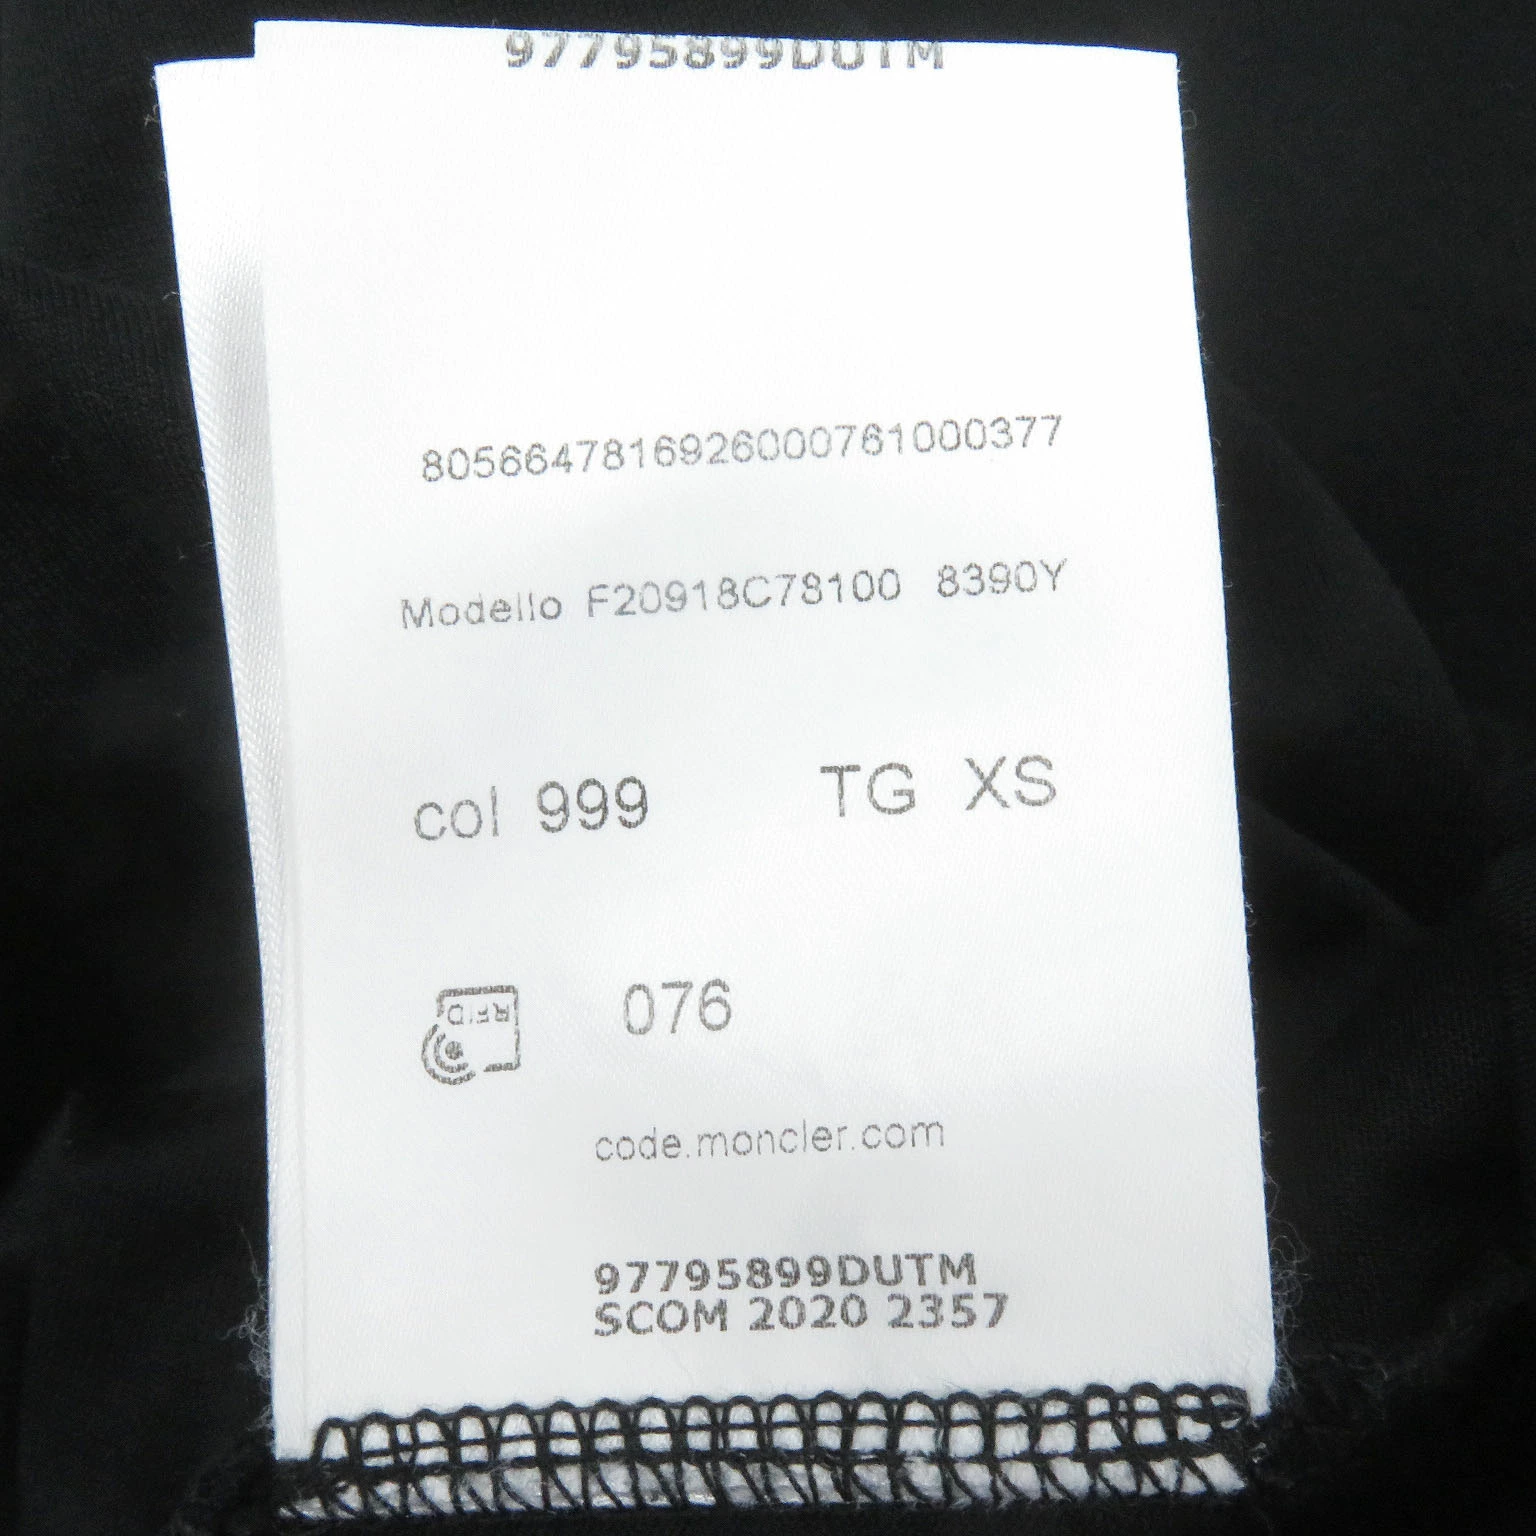 97795899DUTM
8056647816926000761000377
Modello F20918C78100 8390Y
col 999 TG XS
RFID 076
code.moncler.com
97795899DUTM
SCOM 2020 2357